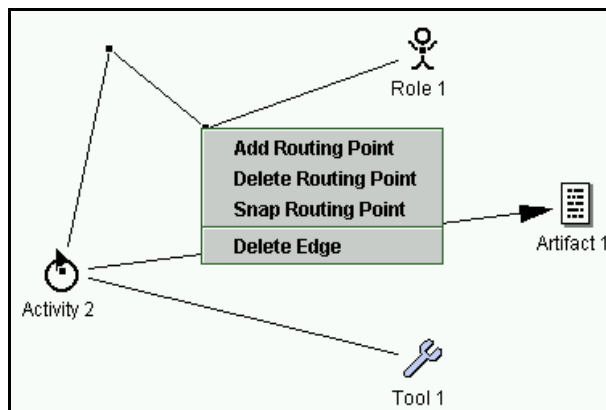 Role 1
Add Routing Point
Delete Routing Point
Snap Routing Point
Delete Edge
Artifact 1
Activity 2
Tool 1